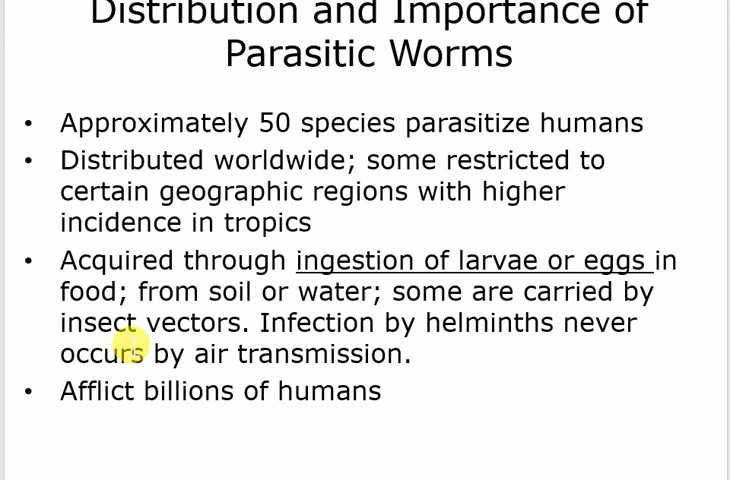 Distribution and Importance of
Parasitic Worms
• Approximately 50 species parasitize humans
• Distributed worldwide; some restricted to
certain geographic regions with higher
incidence in tropics
• Acquired through ingestion of larvae or eggs in
food; from soil or water; some are carried by
insect vectors. Infection by helminths never
occurs by air transmission.
• Afflict billions of humans